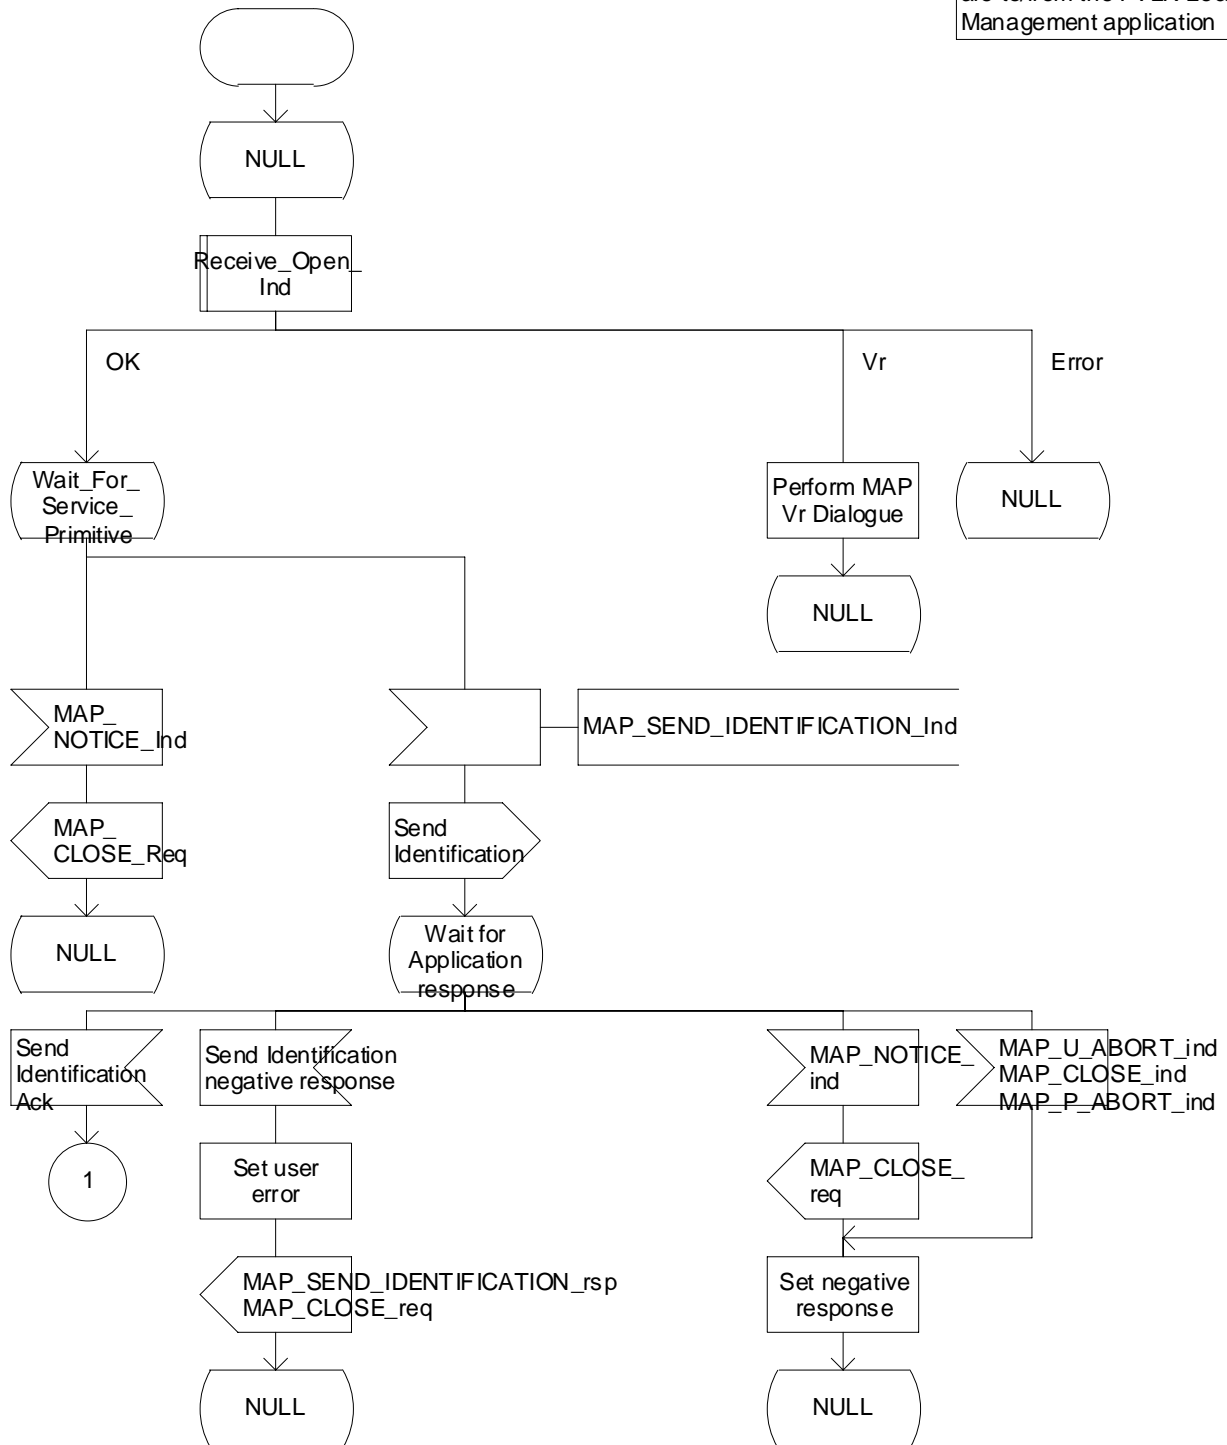 Management application
NULL
Receive_Open_
Ind
OK
Vr
Error
Wait_For_
Service_
Primitive
Perform MAP
Vr Dialogue
NULL
NULL
MAP_
NOTICE_Ind
MAP_SEND_IDENTIFICATION_Ind
MAP_
CLOSE_Req
Send
Identification
NULL
Wait for
Application
response
Send
Identification
Ack
Send Identification
negative response
MAP_NOTICE_
ind
MAP_U_ABORT_ind
MAP_CLOSE_ind
MAP_P_ABORT_ind
1
Set user
error
MAP_CLOSE_
req
MAP_SEND_IDENTIFICATION_rsp
MAP_CLOSE_req
Set negative
response
NULL
NULL